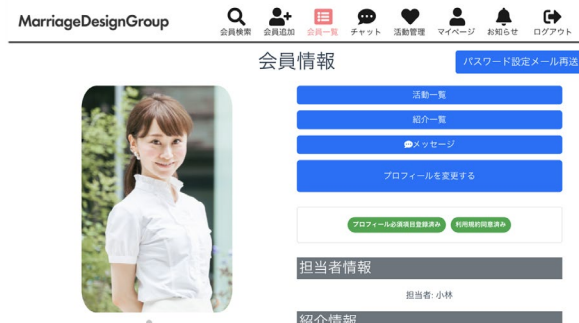 MarriageDesignGroup
会員検索 会員追加 会員一覧 チャット 活動管理 マイページ お知らせ ログアウト
会員情報
パスワード設定メール再送
活動一覧
紹介一覧
メッセージ
プロフィールを変更する
プロフィール必須項目登録済み 利用規約同意済み
担当者情報
担当者: 小林
紹介情報